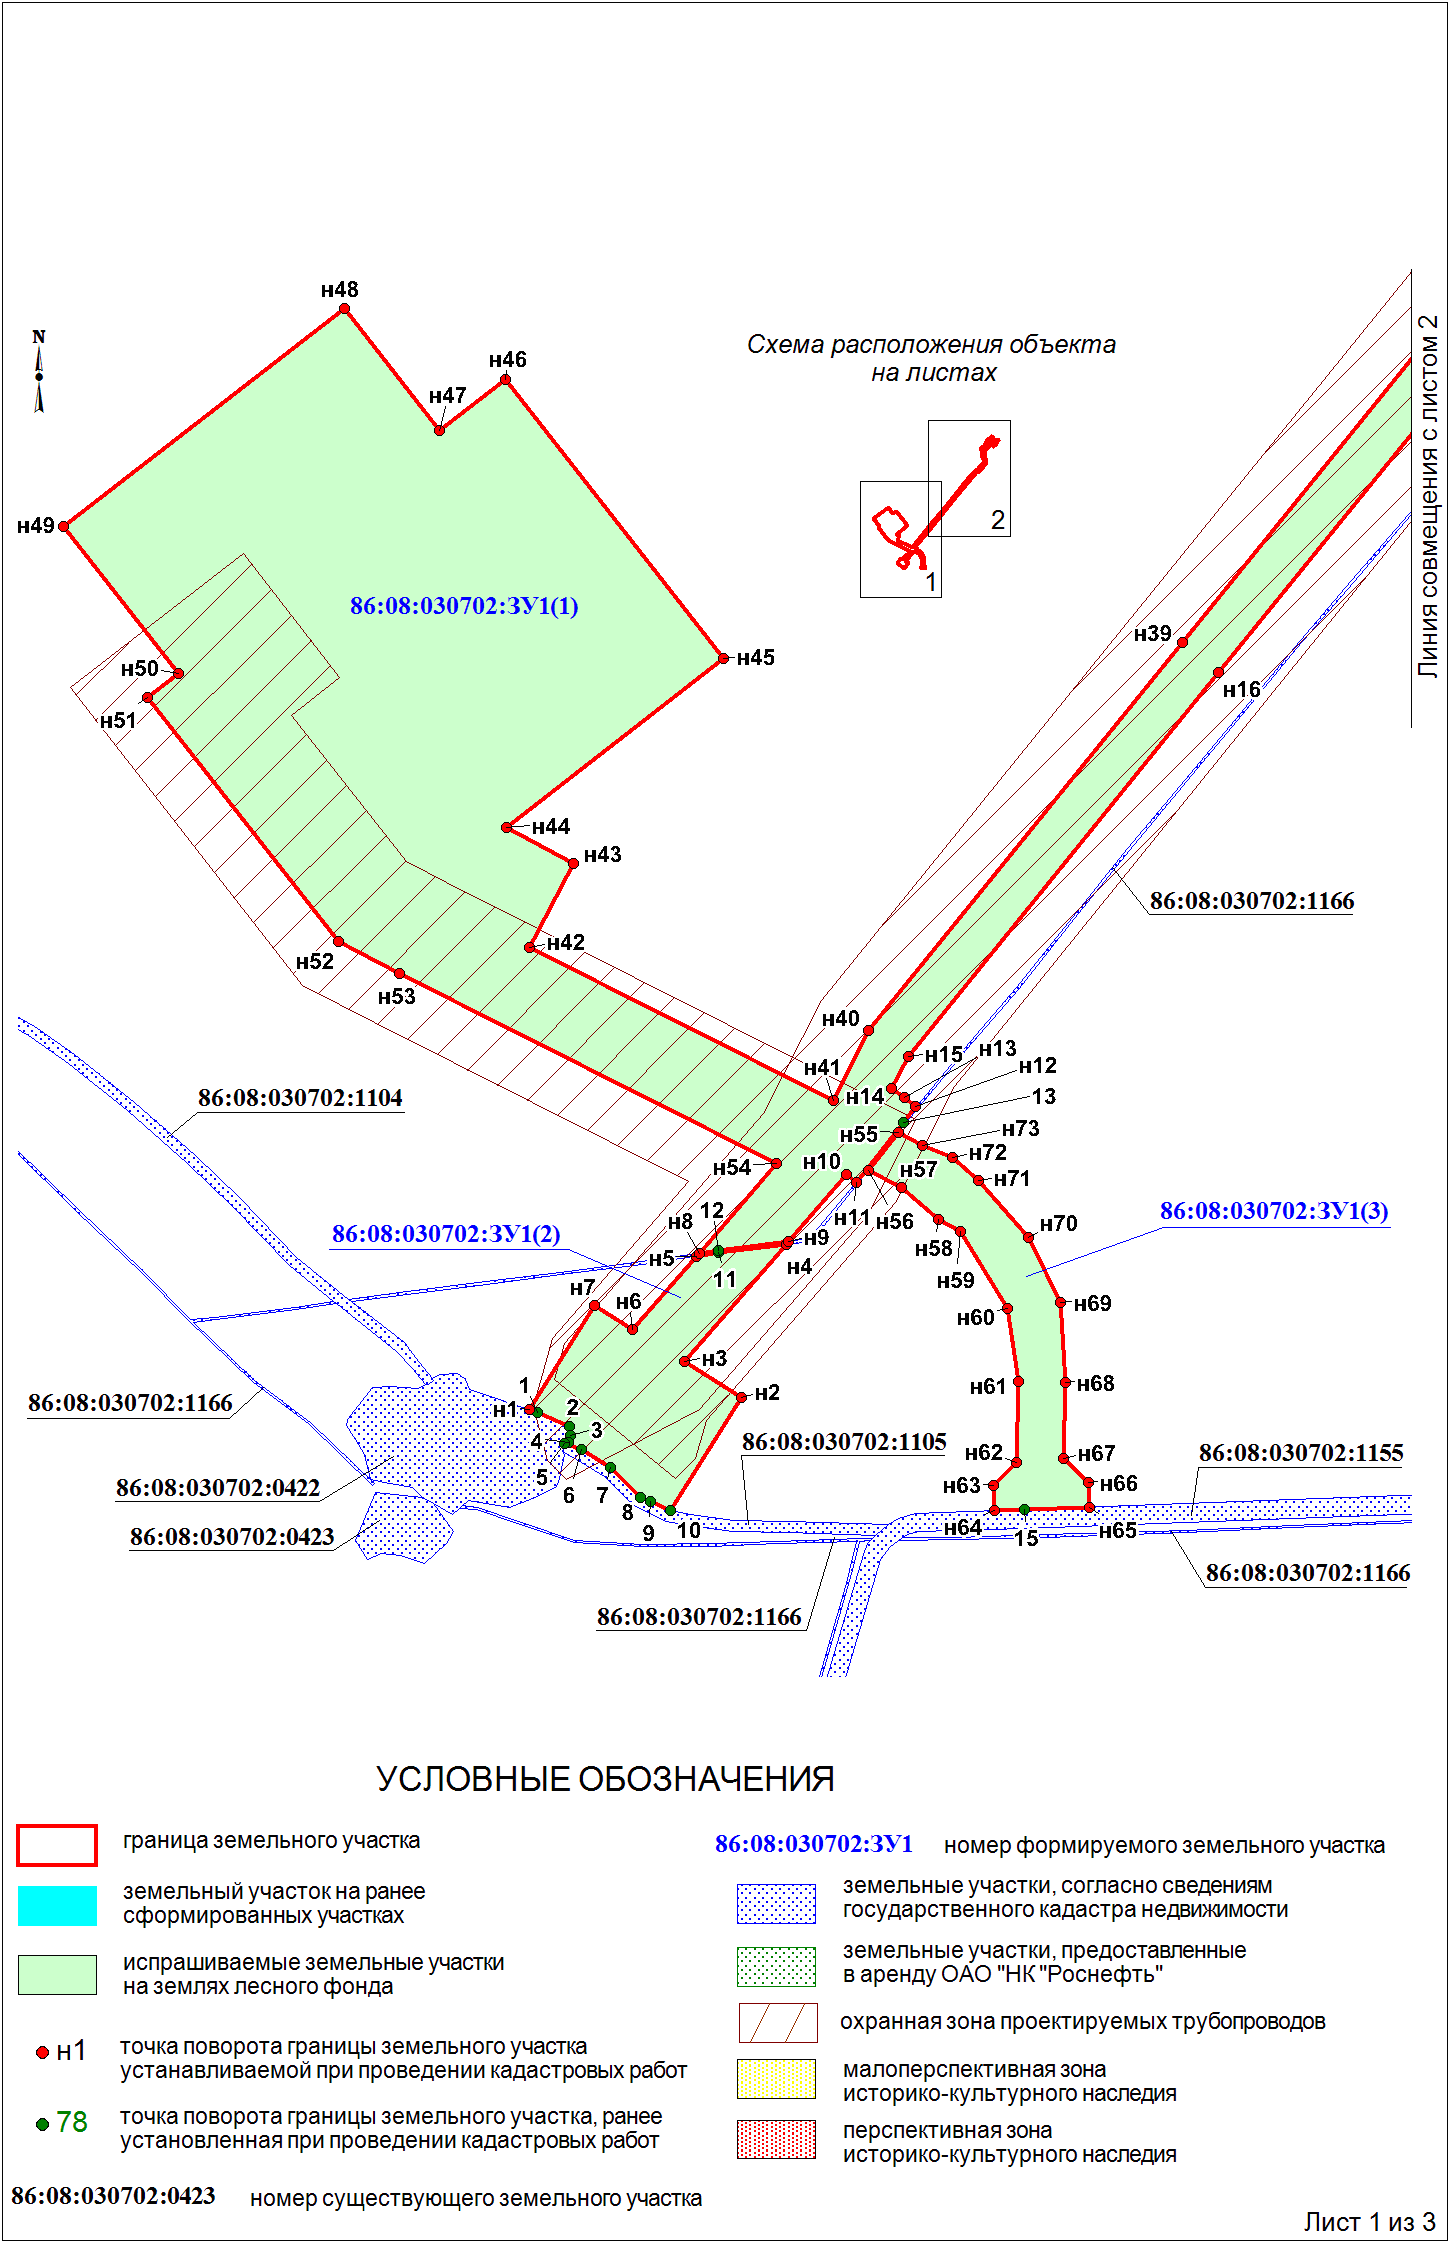 н48
N
н46
Схема расположения объекта
на листах
Линия совмещения с листом 2
н47
2
н49
1
86:08:030702:ЗУ1(1)
н39
н45
н50
н16
н51
н44
н43
86:08:030702:1166
н42
н52
н53
н40
н15
н13
н41
н12
н14
13
86:08:030702:1104
н55
н73
н72
н10
н54
н57
н71
н11
н56
86:08:030702:ЗУ1(3)
12
н8
н70
86:08:030702:ЗУ1(2)
н9
н58
н5
н4
11
н59
н7
н6
н69
н60
н3
1
н61
н68
н2
86:08:030702:1166
н1
2
3
4
86:08:030702:1105
86:08:030702:1155
н62
н67
5
н63
н66
86:08:030702:0422
6
7
8
9
10
н64
15
н65
86:08:030702:0423
86:08:030702:1166
86:08:030702:1166
УСЛОВНЫЕ ОБОЗНАЧЕНИЯ
граница земельного участка
земельный участок на ранее
сформированных участках
испрашиваемые земельные участки
на землях лесного фонда
н1
точка поворота границы земельного участка
устанавливаемой при проведении кадастровых работ
78
точка поворота границы земельного участка, ранее
установленная при проведении кадастровых работ
86:08:030702:0423 номер существующего земельного участка
86:08:030702:ЗУ1 номер формируемого земельного участка
земельные участки, согласно сведениям
государственного кадастра недвижимости
земельные участки, предоставленные
в аренду ОАО "НК "Роснефть"
охранная зона проектируемых трубопроводов
малоперспективная зона
историко-культурного наследия
перспективная зона
историко-культурного наследия
Лист 1 из 3